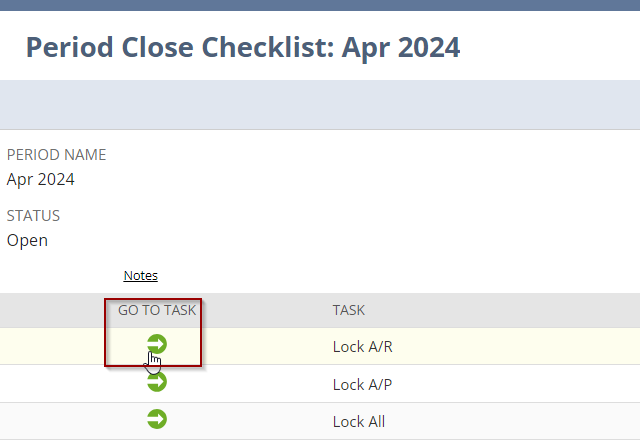 Period Close Checklist: Apr 2024
PERIOD NAME
Apr 2024
STATUS
Open
Notes
GO TO TASK TASK
Lock A/R
Lock A/P
Lock All